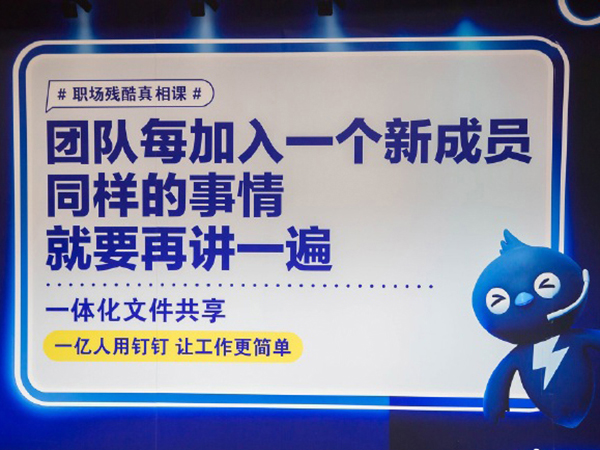 # 职场残酷真相课 #
团队每加入一个新成员
同样的事情
就要再讲一遍
一体化文件共享
一亿人用钉钉 让工作更简单